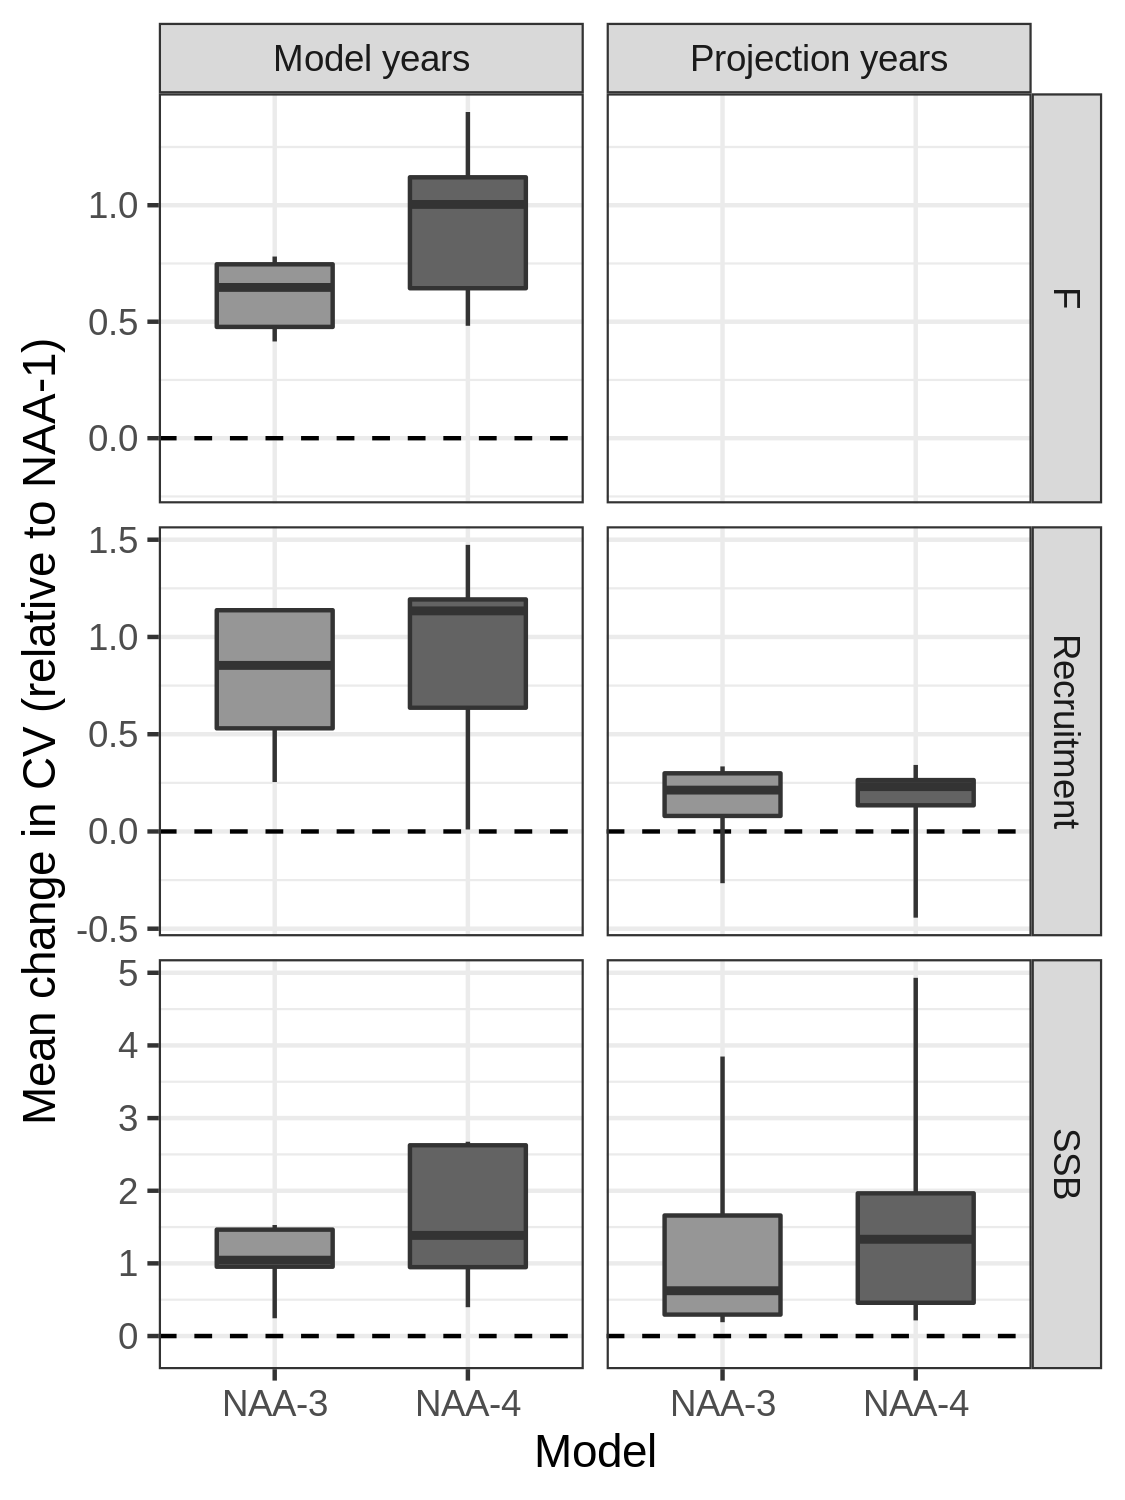 Model years
Projection years
Mean change in CV (relative to NAA-1)
1.0
0.5
0.0
F
1.5
1.0
0.5
0.0
-0.5
Recruitment
5
4
3
2
1
0
SSB
NAA-3
NAA-4
NAA-3
NAA-4
Model